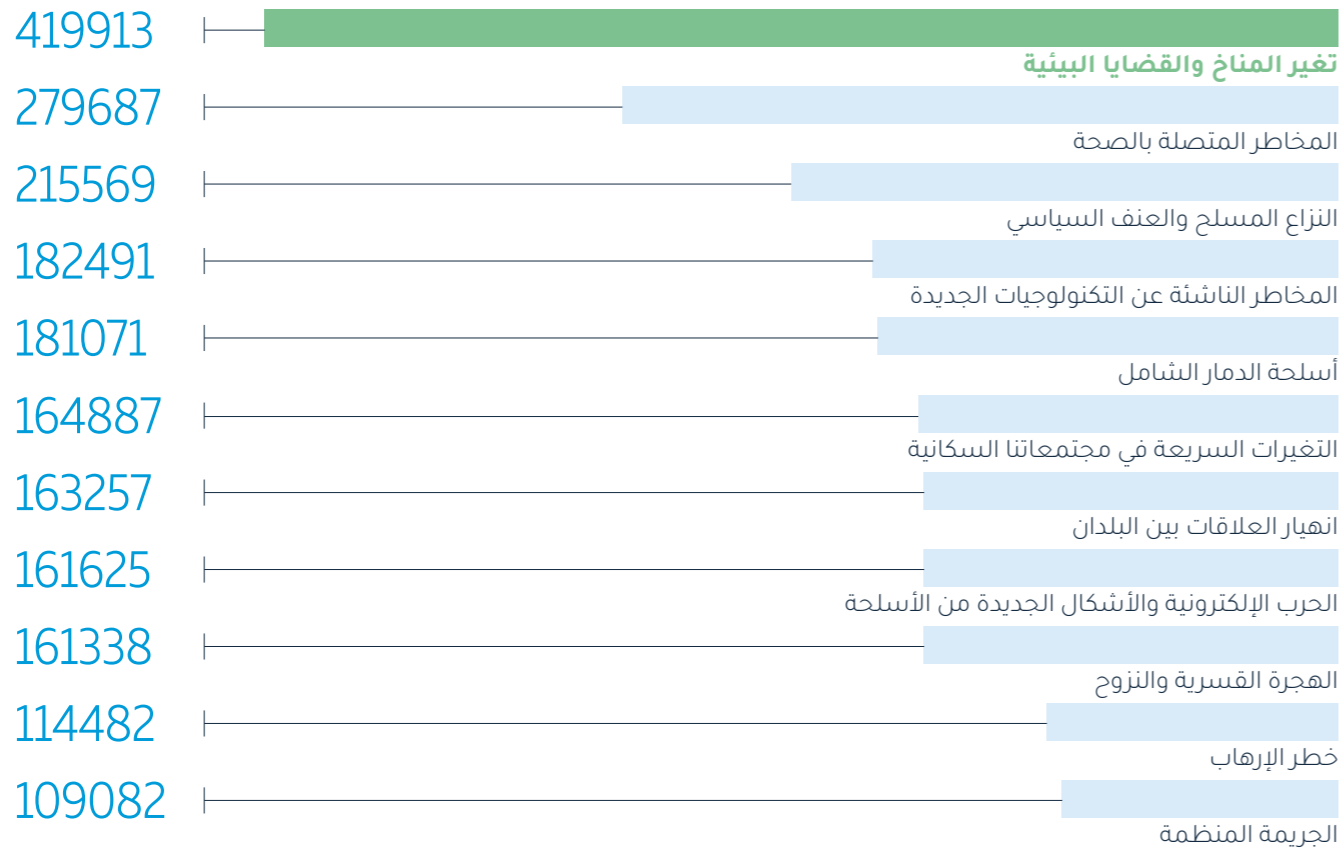 419913
تغير المناخ والقضايا البيئية
279687
المخاطر المتصلة بالصحة
215569
النزاع المسلح والعنف السياسي
182491
المخاطر الناشئة عن التكنولوجيات الجديدة
181071
أسلحة الدمار الشامل
164887
التغيرات السريعة في مجتمعاتنا السكانية
163257
انهيار العلاقات بين البلدان
161625
الحرب الإلكترونية والأشكال الجديدة من الأسلحة
161338
الهجرة القسرية والنزوح
114482
خطر الإرهاب
109082
الجريمة المنظمة